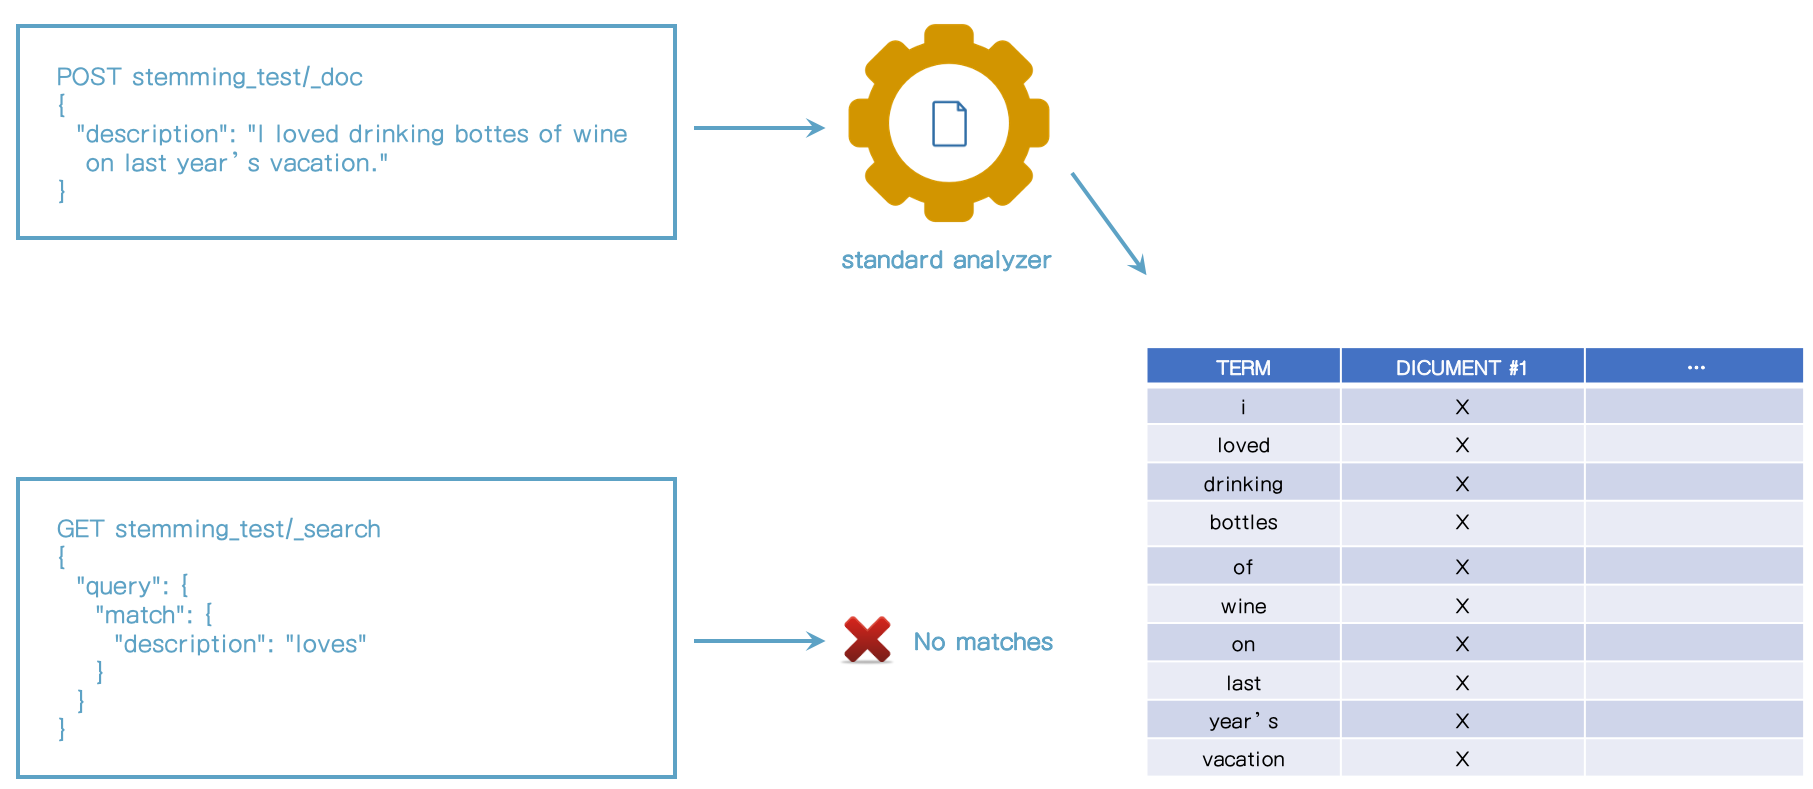 POST stemming_test/_doc
{
"description": "I loved drinking bottes of wine
on last year’s vacation."
}
standard analyzer
GET stemming_test/_search
{
"query": {
"match": {
"description": "loves"
}
}
}
No matches
TERM DICUMENT #1 ...
i X
loved X
drinking X
bottles X
of X
wine X
on X
last X
year’s X
vacation X